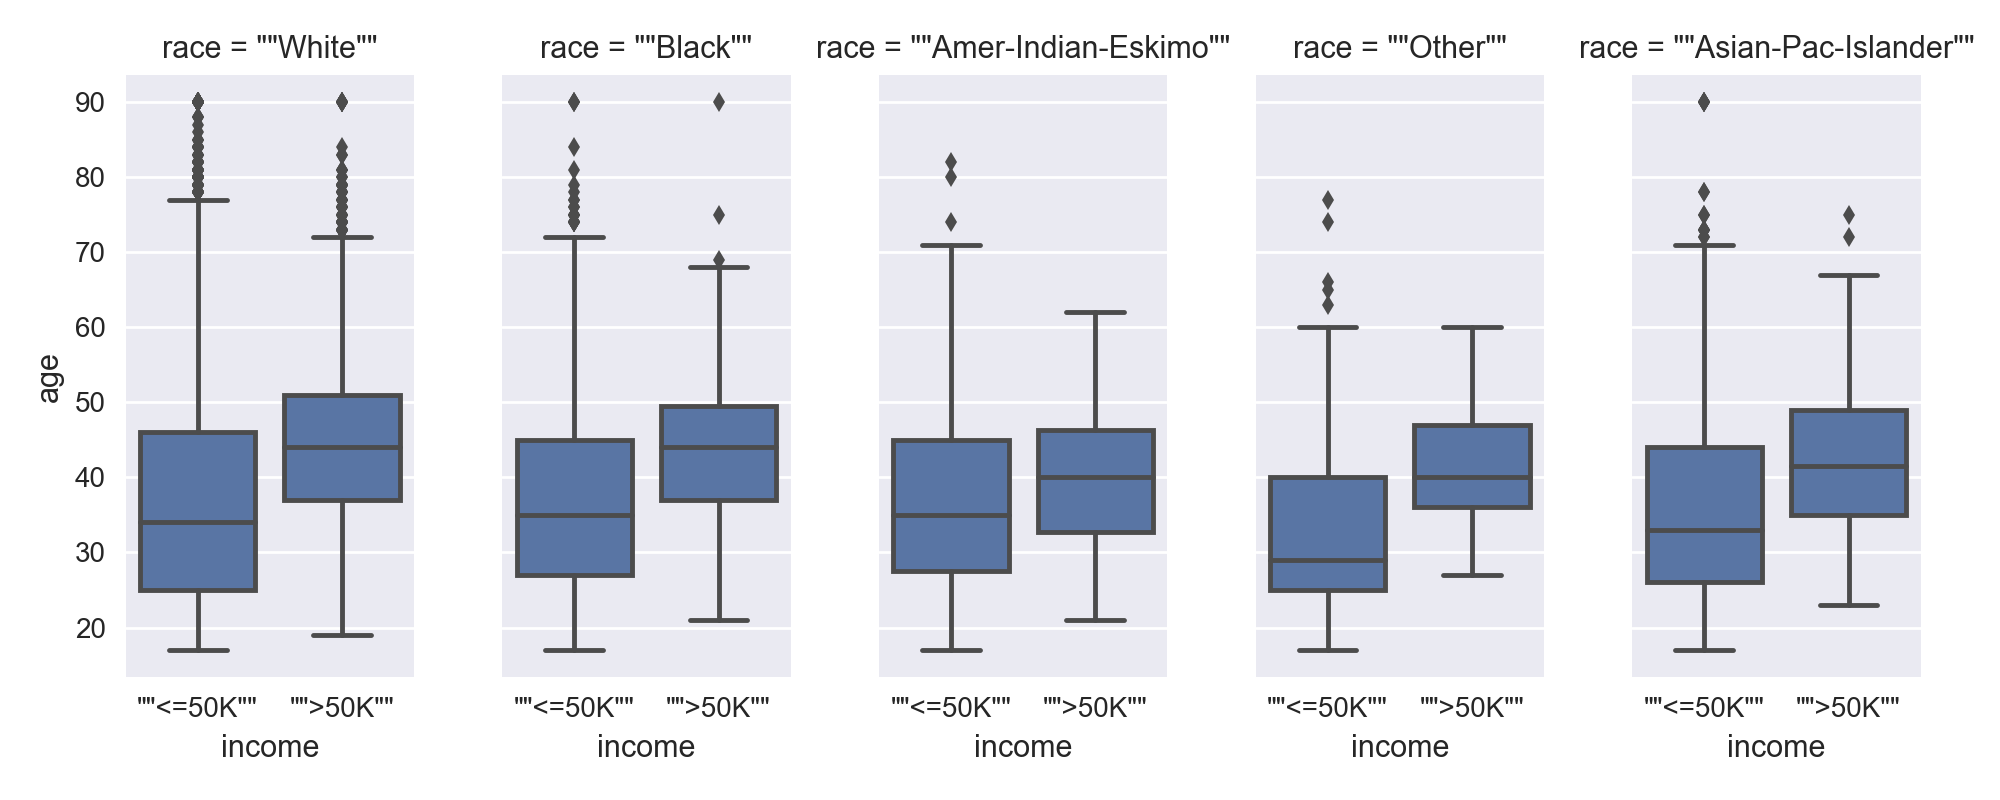 race = ""White""
race = ""Black""
race = ""Amer-Indian-Eskimo""
race = ""Other""
race = ""Asian-Pac-Islander""
age
90
80
70
60
50
40
30
20
""<=50K"" "">50K""
""<=50K"" "">50K""
""<=50K"" "">50K""
""<=50K"" "">50K""
""<=50K"" "">50K""
income
income
income
income
income